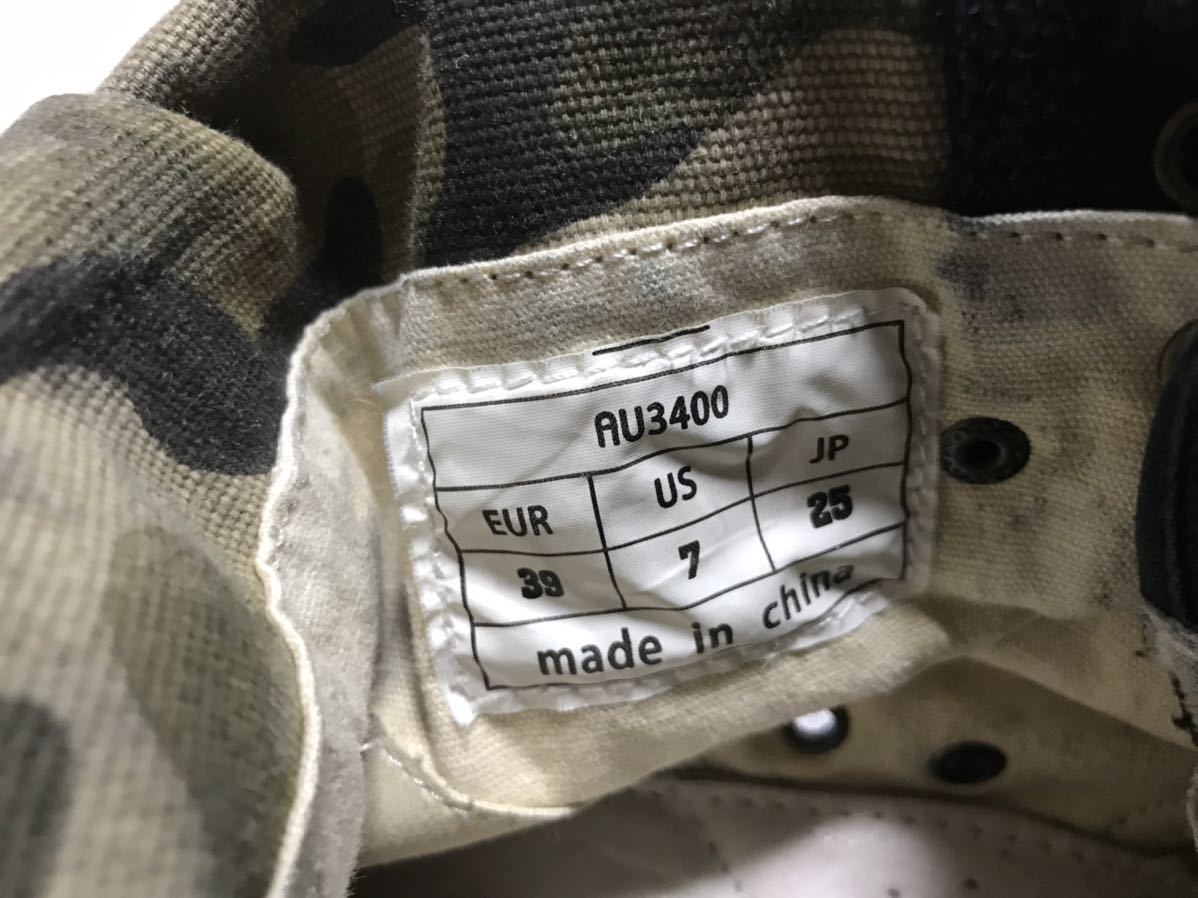 AU3400
EUR US JP
39 7 25
made in china